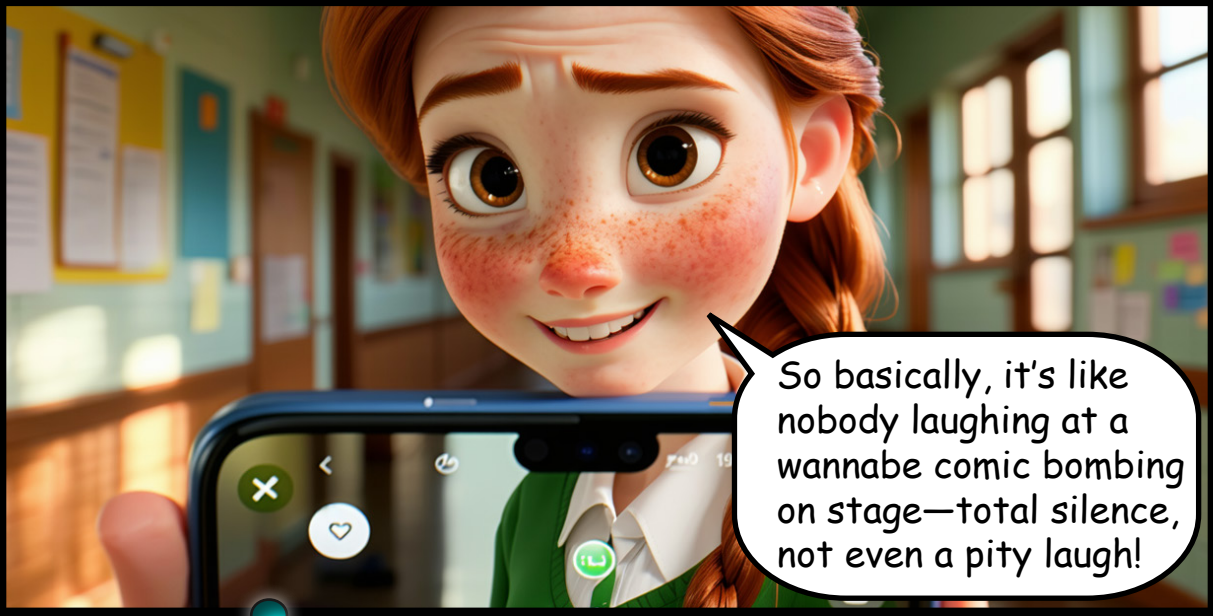 So basically, it's like
nobody laughing at a
wannabe comic bombing
on stage—total silence,
not even a pity laugh!